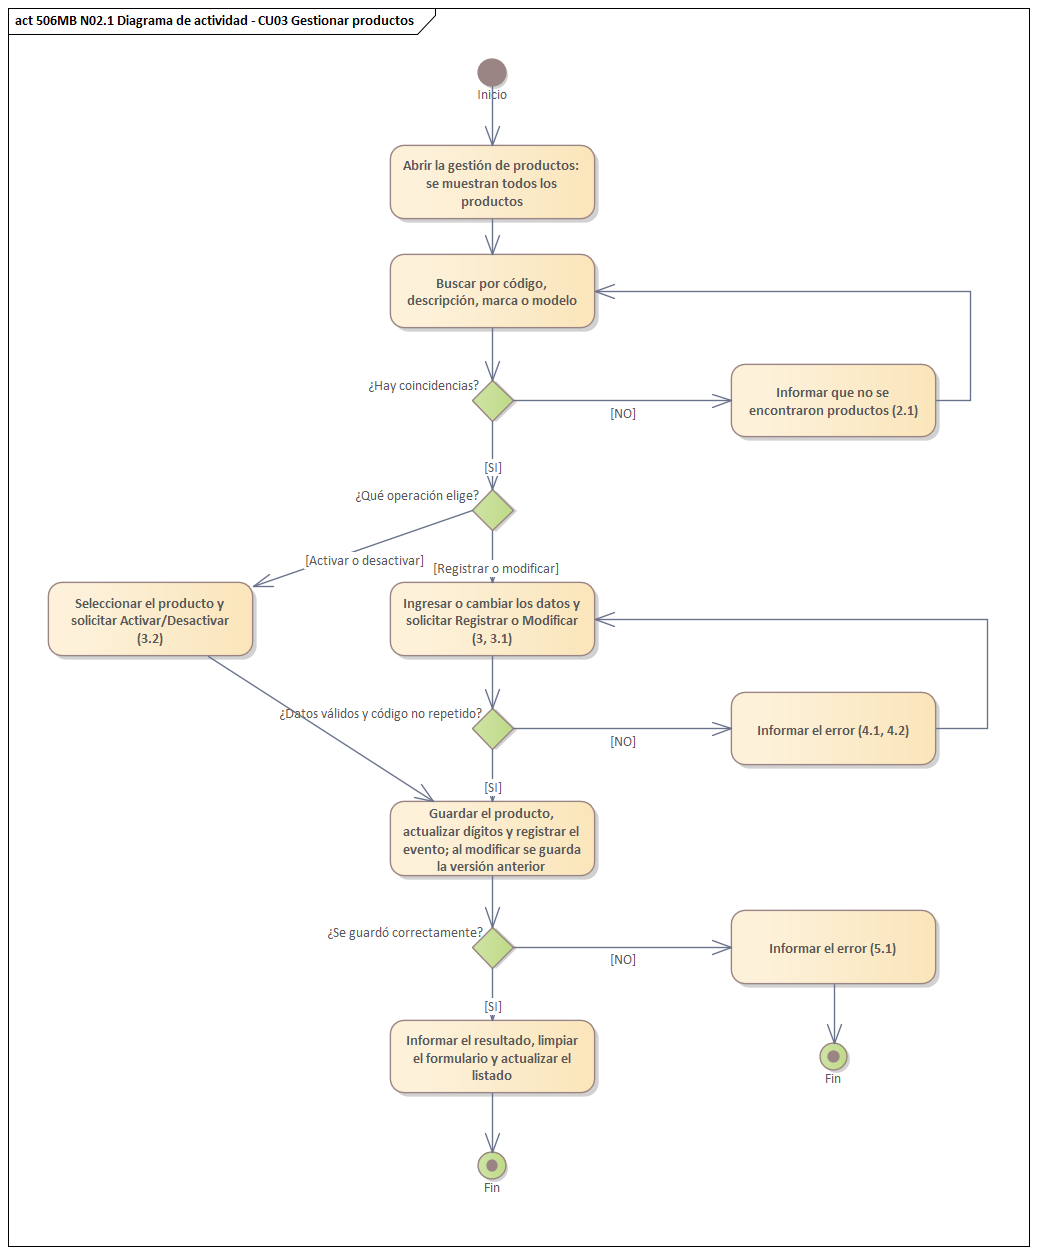 act 506MB N02.1 Diagrama de actividad - CU03 Gestionar productos
Inicio
Abrir la gestión de productos:
se muestran todos los
productos
Buscar por código,
descripción, marca o modelo
¿Hay coincidencias?
[NO]
Informar que no se
encontraron productos (2.1)
[SI]
¿Qué operación elige?
[Activar o desactivar]
[Registrar o modificar]
Seleccionar el producto y
solicitar Activar/Desactivar
(3.2)
Ingresar o cambiar los datos y
solicitar Registrar o Modificar
(3, 3.1)
¿Datos válidos y código no repetido?
[NO]
Informar el error (4.1, 4.2)
[SI]
Guardar el producto,
actualizar dígitos y registrar el
evento; al modificar se guarda
la versión anterior
¿Se guardó correctamente?
[NO]
Informar el error (5.1)
[SI]
Informar el resultado, limpiar
el formulario y actualizar el
listado
Fin
Fin